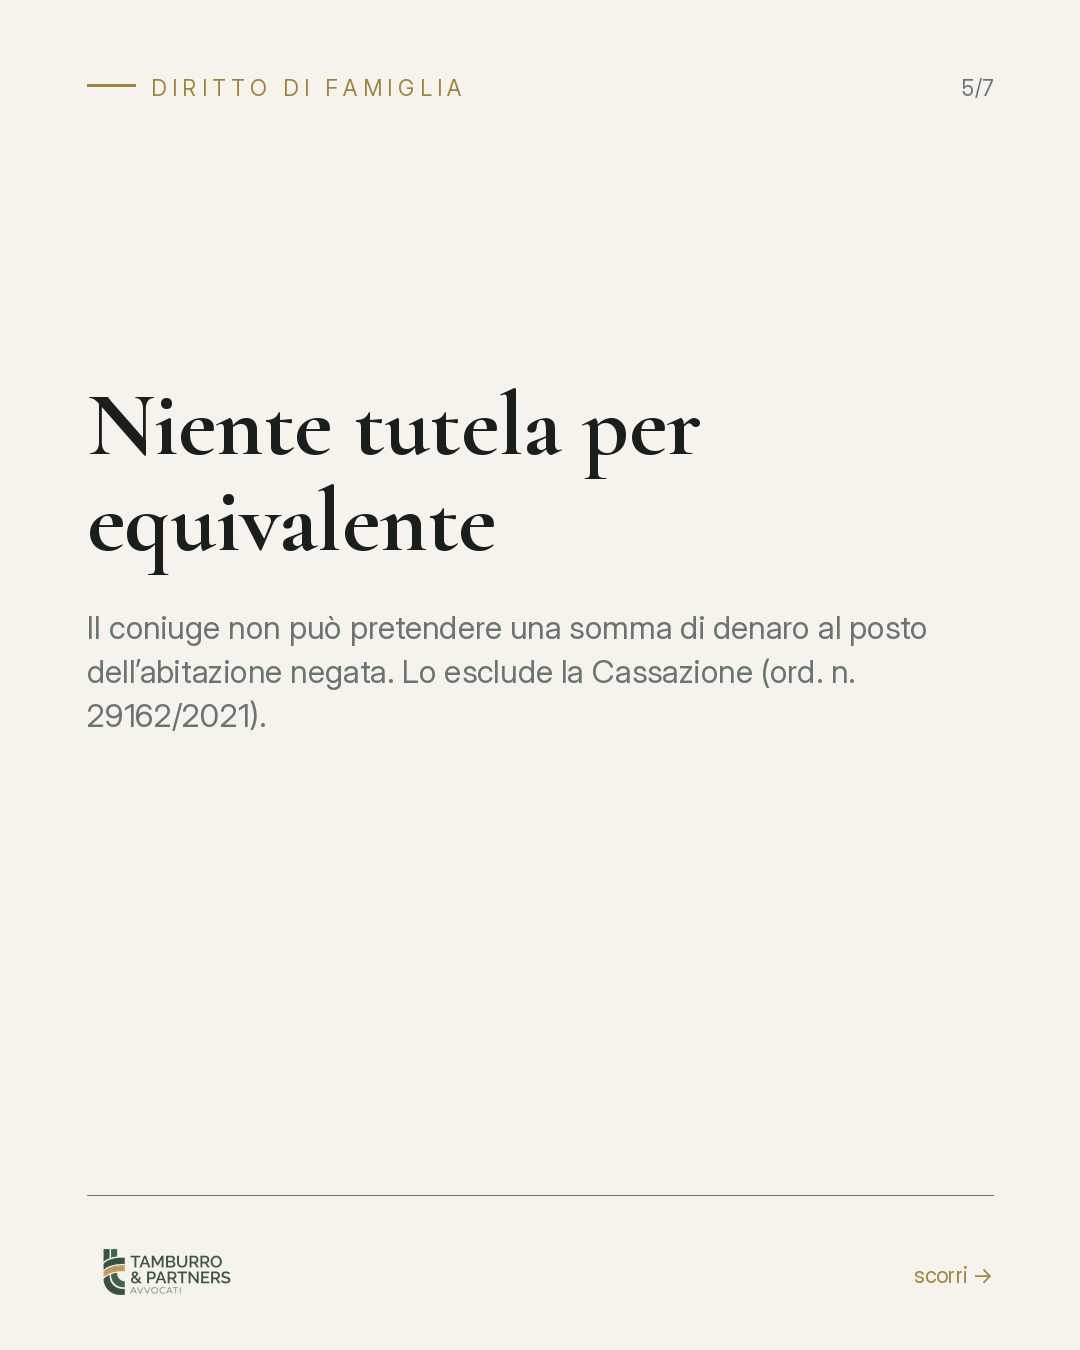 DIRITTO DI FAMIGLIA
5/7
Niente tutela per
equivalente
Il coniuge non può pretendere una somma di denaro al posto
dell’abitazione negata. Lo esclude la Cassazione (ord. n.
29162/2021).
TAMBURRO
& PARTNERS
AVVOCATI
scorri →